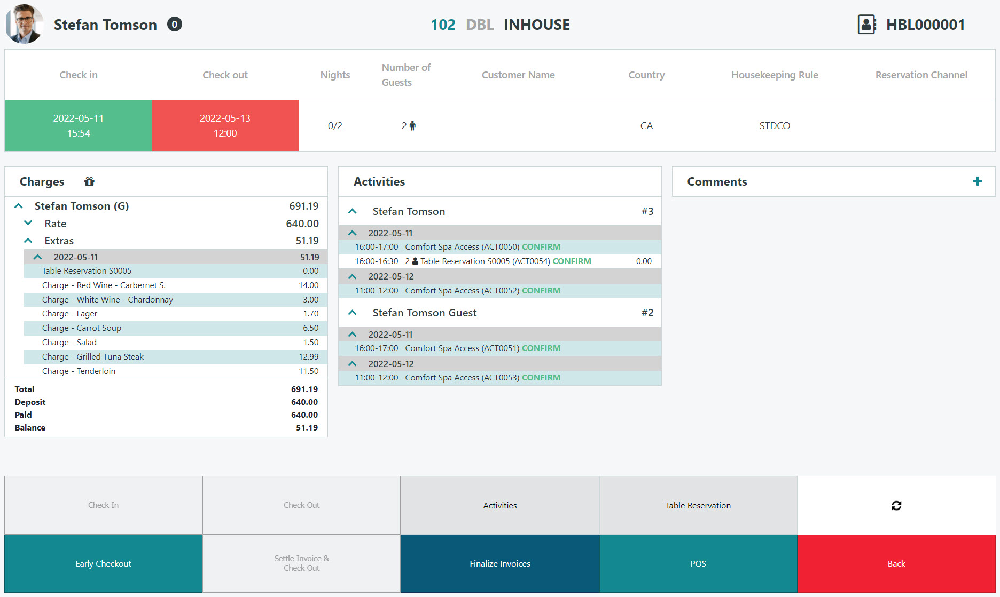 Stefan Tomson 0 102 DBL INHOUSE HBL000001
Check in Check out Nights Number of Guests Customer Name Country Housekeeping Rule Reservation Channel
2022-05-11 15:54 2022-05-13 12:00 0/2 2 CA STDCO
Charges
Stefan Tomson (G) 691.19
Rate 640.00
Extras 51.19
2022-05-11 51.19
Table Reservation S0005 0.00
Charge - Red Wine - Carbernet S. 14.00
Charge - White Wine - Chardonnay 3.00
Charge - Lager 1.70
Charge - Carrot Soup 6.50
Charge - Salad 1.50
Charge - Grilled Tuna Steak 12.99
Charge - Tenderloin 11.50
Total 691.19
Deposit 640.00
Paid 640.00
Balance 51.19
Activities
Stefan Tomson #3
2022-05-11
16:00-17:00 Comfort Spa Access (ACT0050) CONFIRM
16:00-16:30 2 Table Reservation S0005 (ACT0054) CONFIRM 0.00
2022-05-12
11:00-12:00 Comfort Spa Access (ACT0052) CONFIRM
Stefan Tomson Guest #2
2022-05-11
16:00-17:00 Comfort Spa Access (ACT0051) CONFIRM
2022-05-12
11:00-12:00 Comfort Spa Access (ACT0053) CONFIRM
Comments
Check In Check Out Activities Table Reservation
Early Checkout Settle Invoice & Check Out Finalize Invoices POS Back